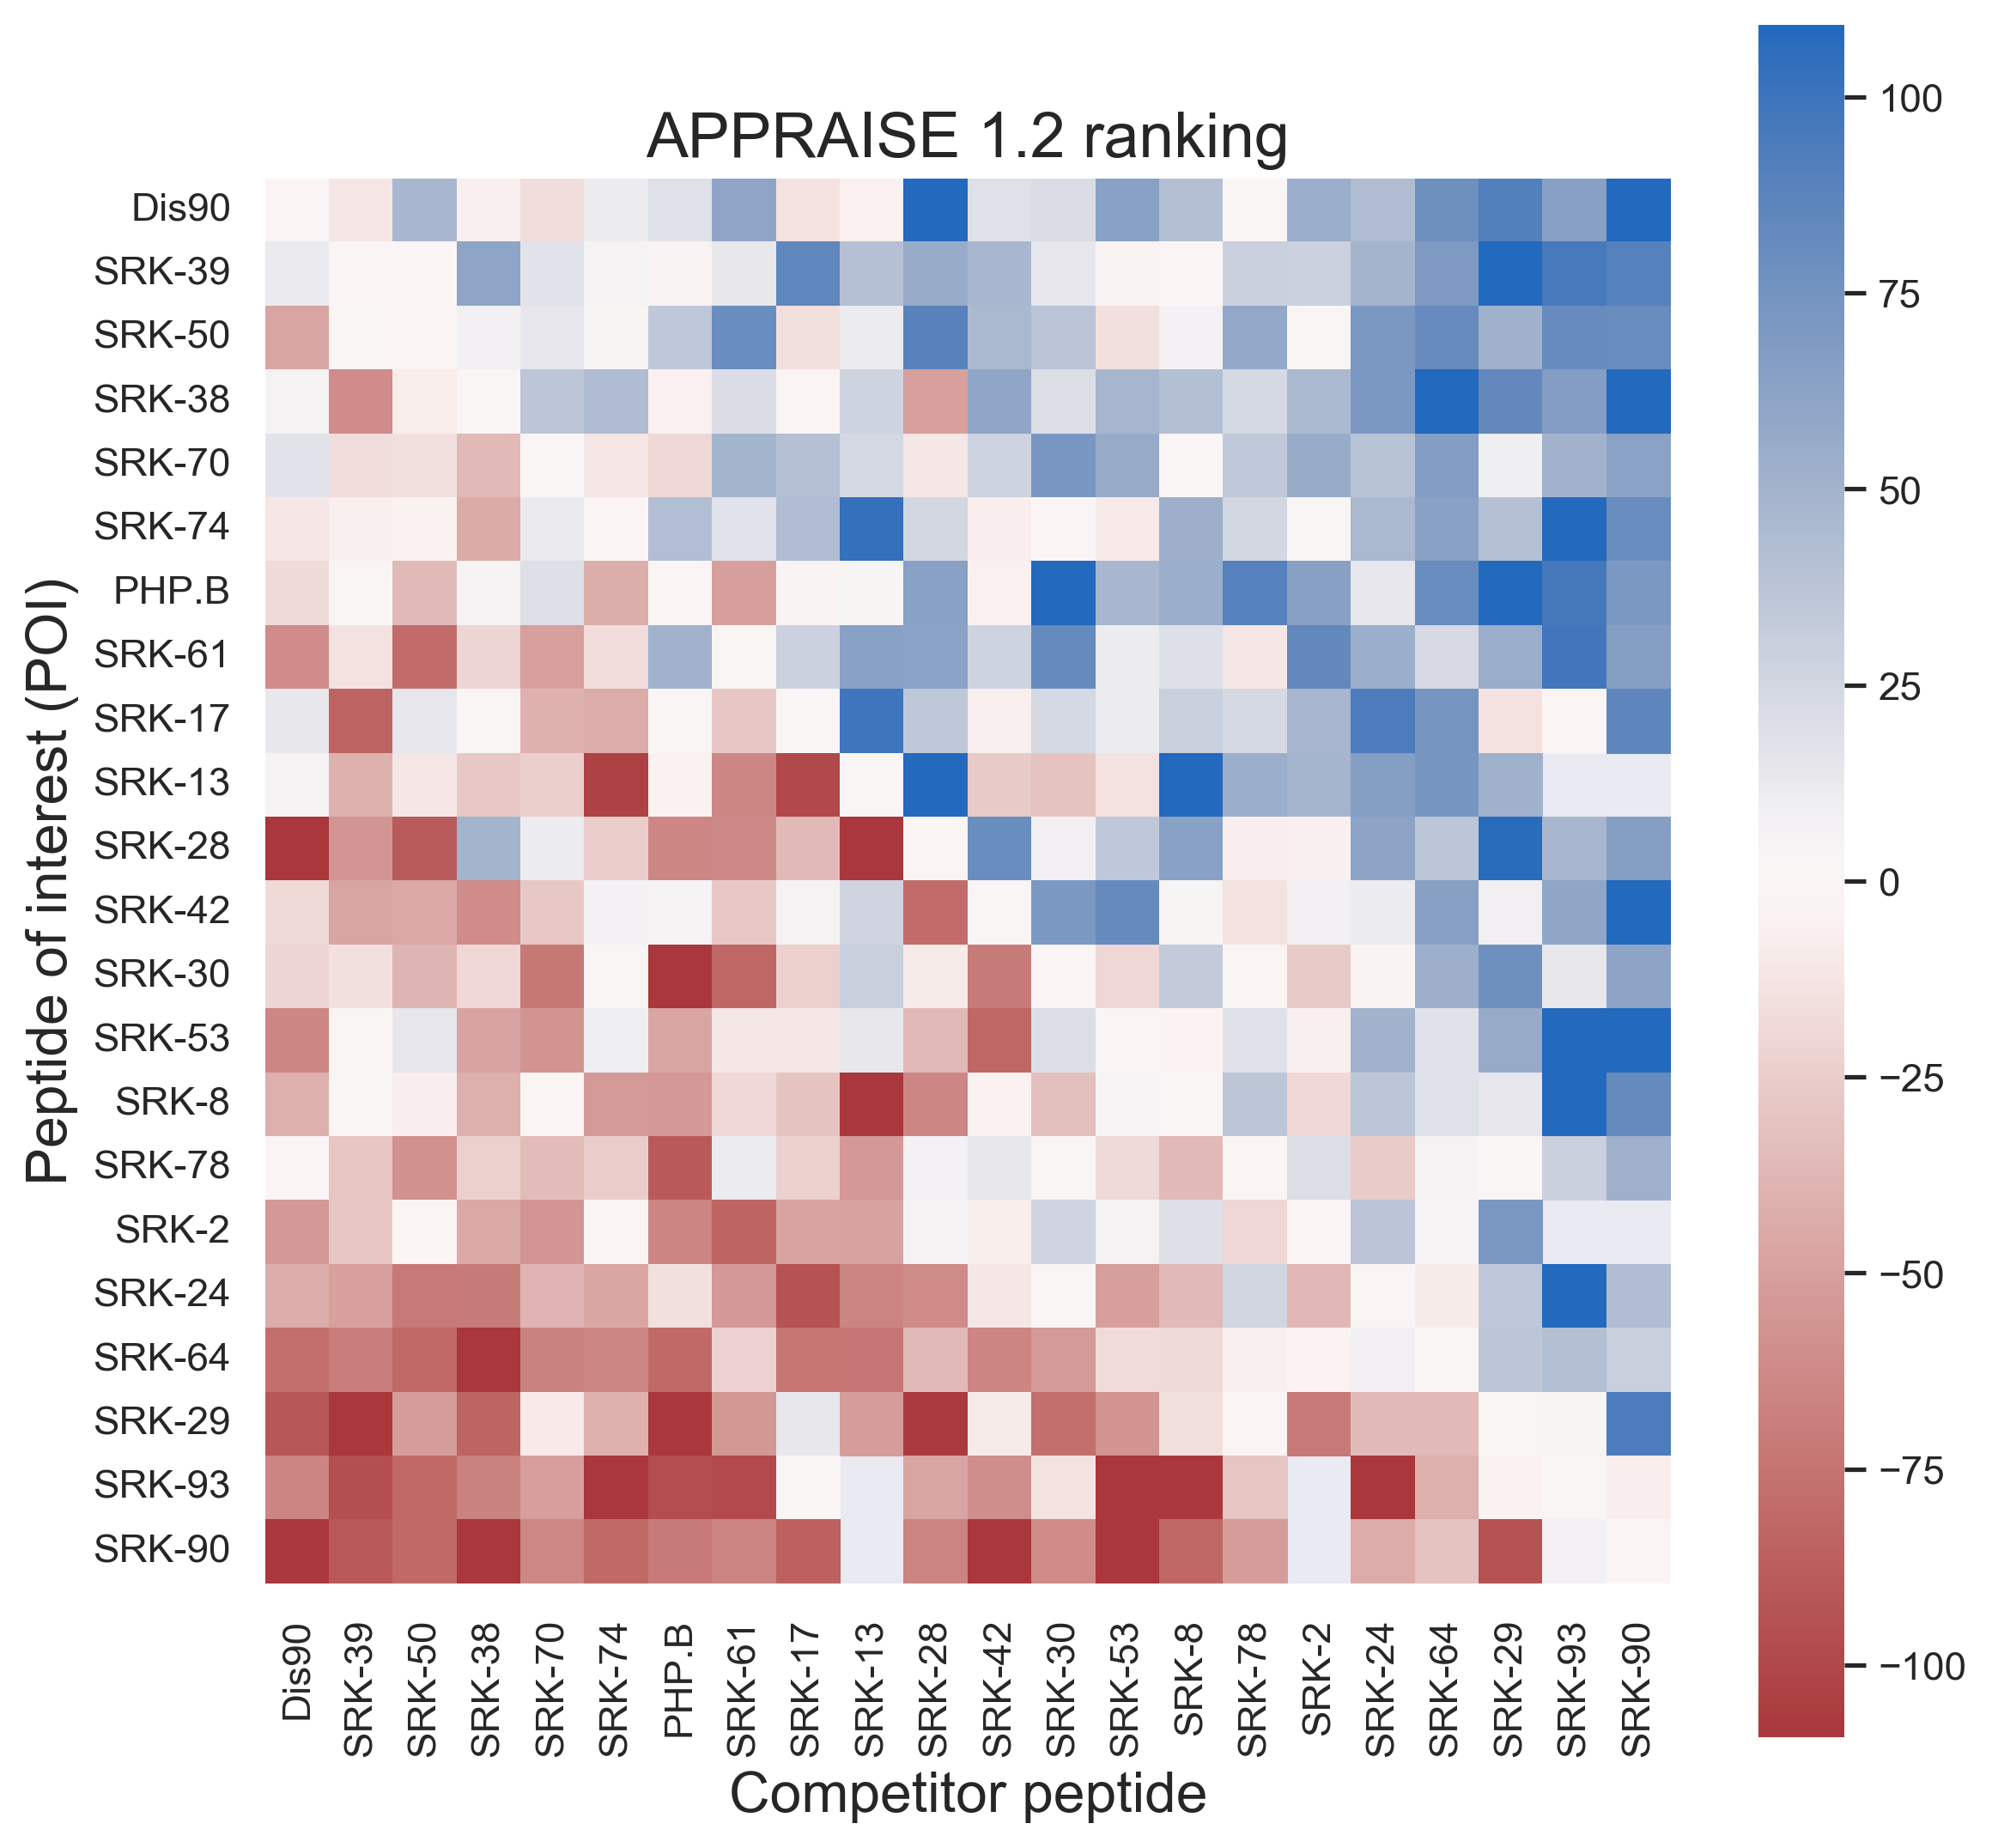 APPRAISE 1.2 ranking
Peptide of interest (POI)
Dis90
SRK-39
SRK-50
SRK-38
SRK-70
SRK-74
PHP.B
SRK-61
SRK-17
SRK-13
SRK-28
SRK-42
SRK-30
SRK-53
SRK-8
SRK-78
SRK-2
SRK-24
SRK-64
SRK-29
SRK-93
SRK-90
Dis90
SRK-39
SRK-50
SRK-38
SRK-70
SRK-74
PHP.B
SRK-61
SRK-17
SRK-13
SRK-28
SRK-42
SRK-30
SRK-53
SRK-8
SRK-78
SRK-2
SRK-24
SRK-64
SRK-29
SRK-93
SRK-90
Competitor peptide
100
75
50
25
0
−25
−50
−75
−100